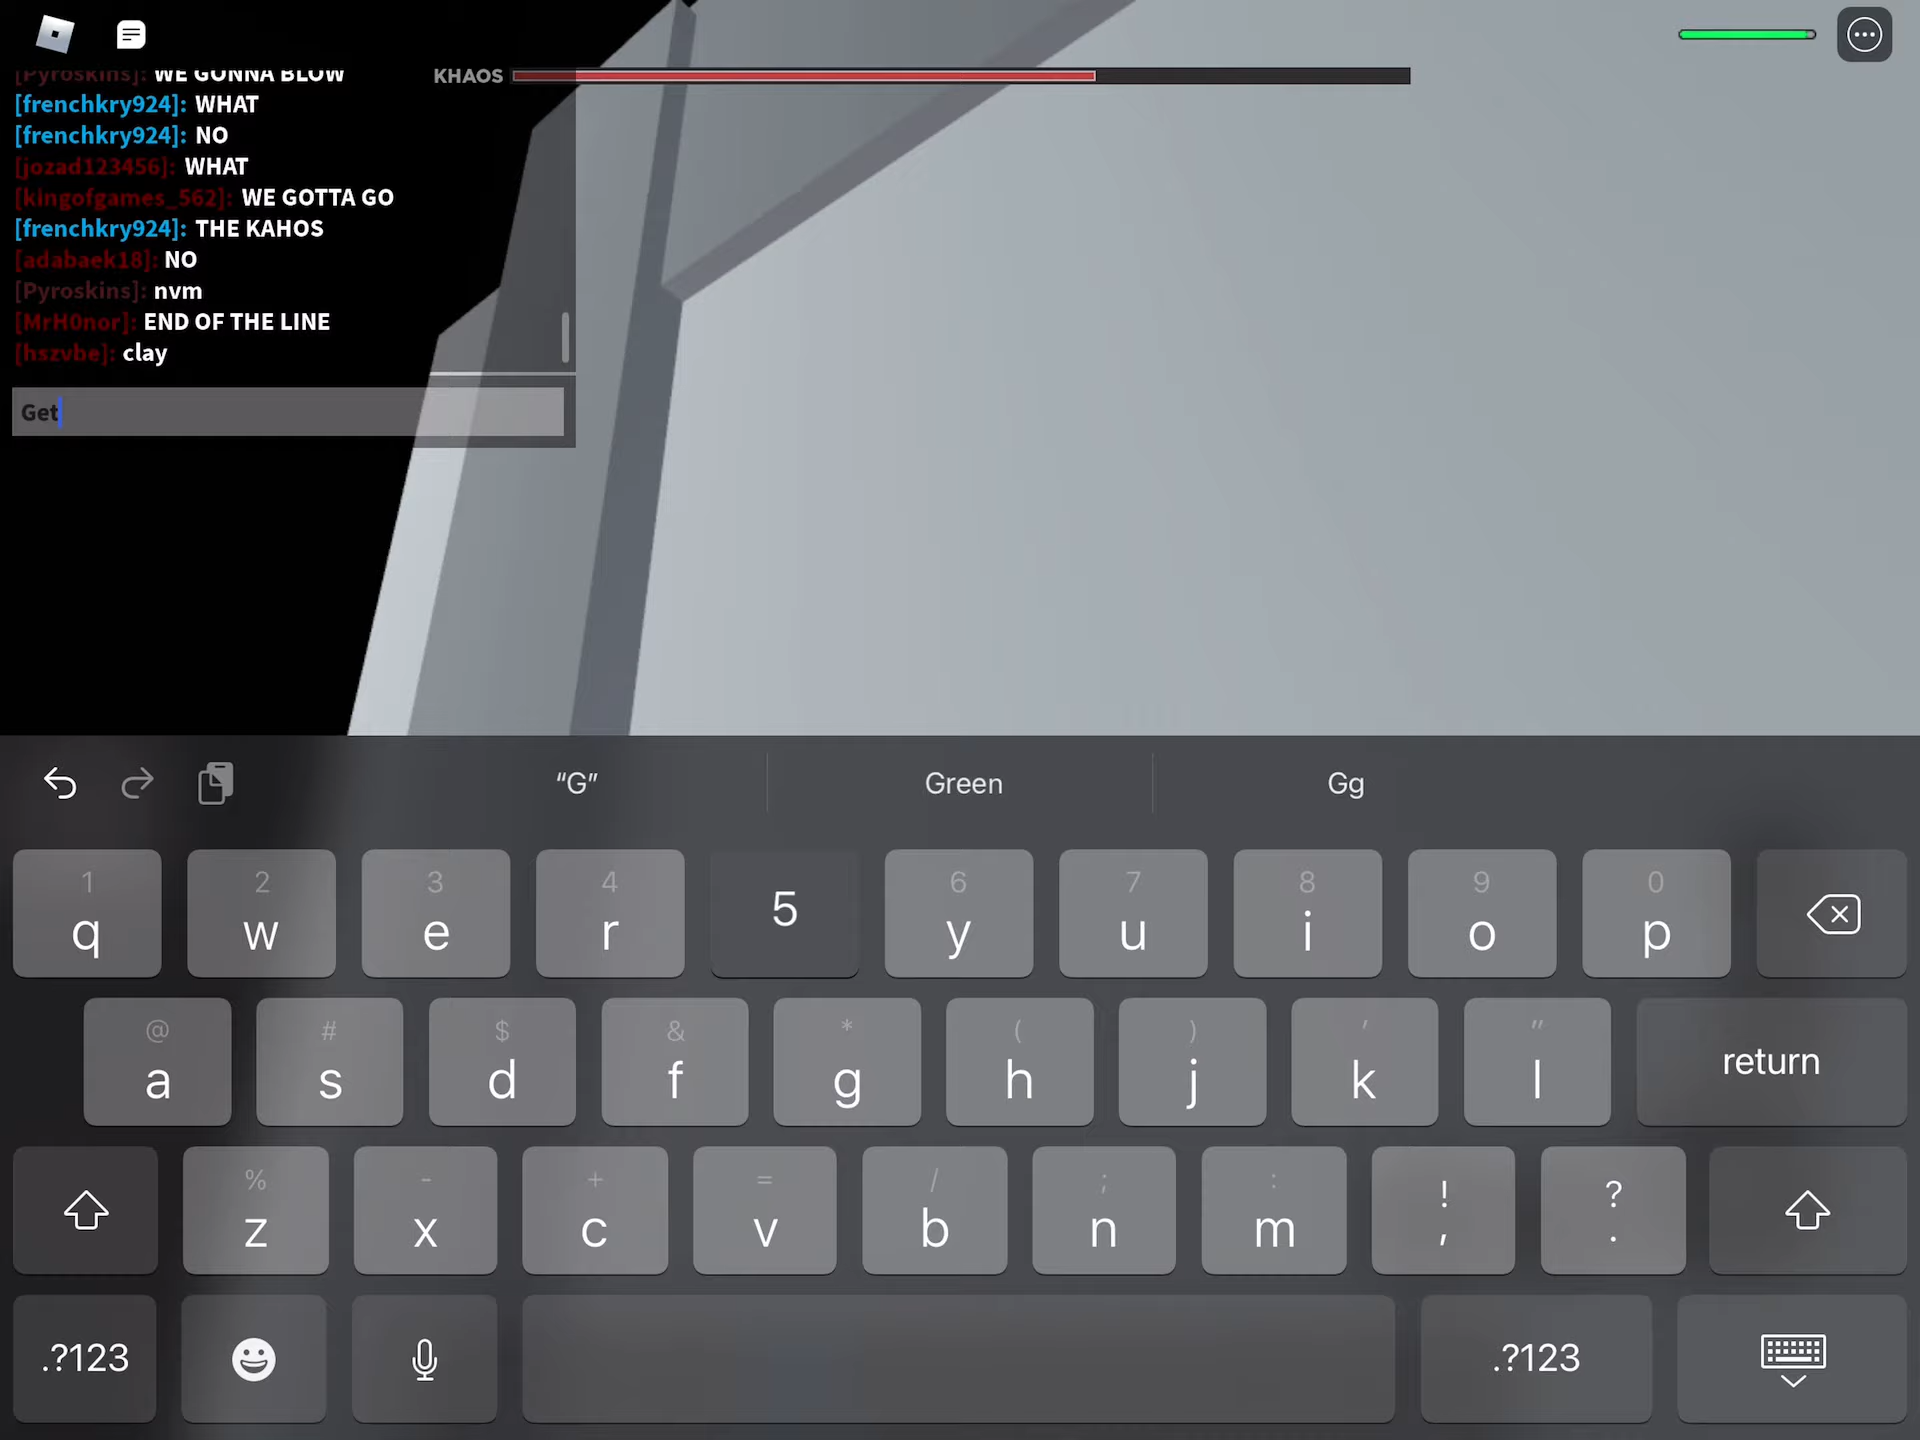 [Pyroskins]: WE GONNA BLOW
KHAOS
[frenchkry924]: WHAT
[frenchkry924]: NO
[jozad123456]: WHAT
[kingofgames_562]: WE GOTTA GO
[frenchkry924]: THE KAHOS
[adabaek18]: NO
[Pyroskins]: nvm
[MrH0nor]: END OF THE LINE
[hszvbe]: clay
Get
“G” Green Gg
1 2 3 4 5 6 7 8 9 0
q w e r y u i o p
@ # $ & * ( ) ' "
a s d f g h j k l return
% - + = / ; : ! ?
z x c v b n m , .
.?123 .?123